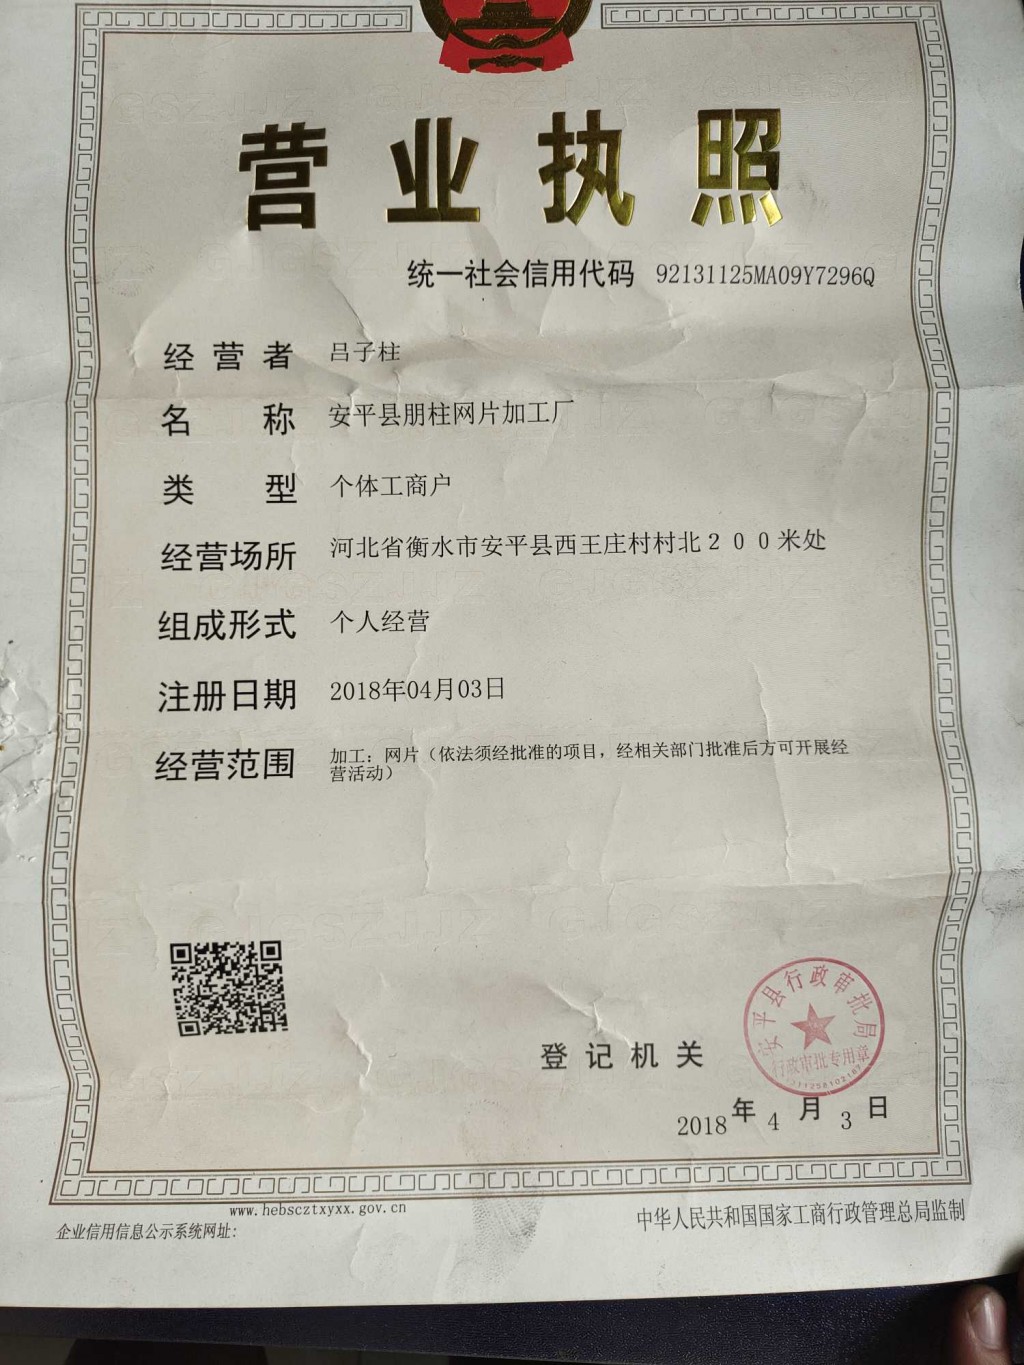 营业执照
统一社会信用代码 92131125MA09Y7296Q
经营者 吕子柱
名称 安平县朋柱网片加工厂
类型 个体工商户
经营场所 河北省衡水市安平县西王庄村村北２００米处
组成形式 个人经营
注册日期 2018年04月03日
经营范围 加工：网片（依法须经批准的项目，经相关部门批准后方可开展经
营活动）
安平县行政审批局
行政审批专用章
登记机关
2018年4月3日
www.hebscztxyxx.gov.cn
企业信用信息公示系统网址:
中华人民共和国国家工商行政管理总局监制